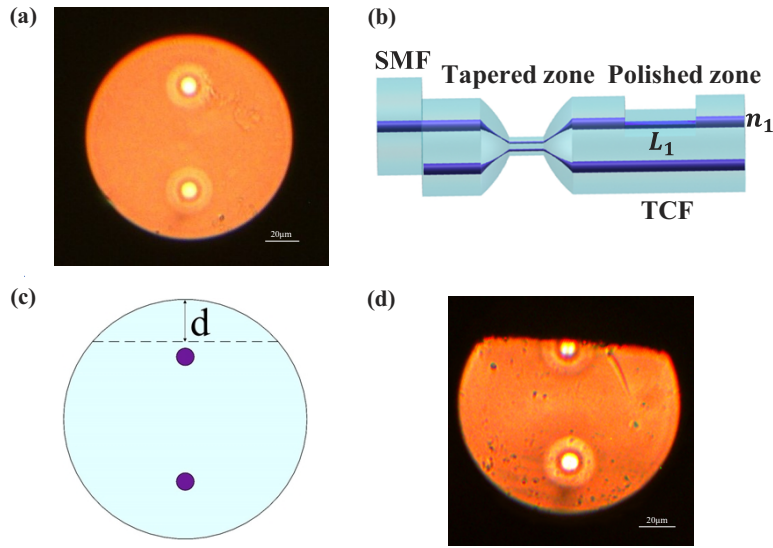 (a)
20μm
(b)
SMF
Tapered zone
Polished zone
n₁
L₁
TCF
(c)
d
(d)
20μm